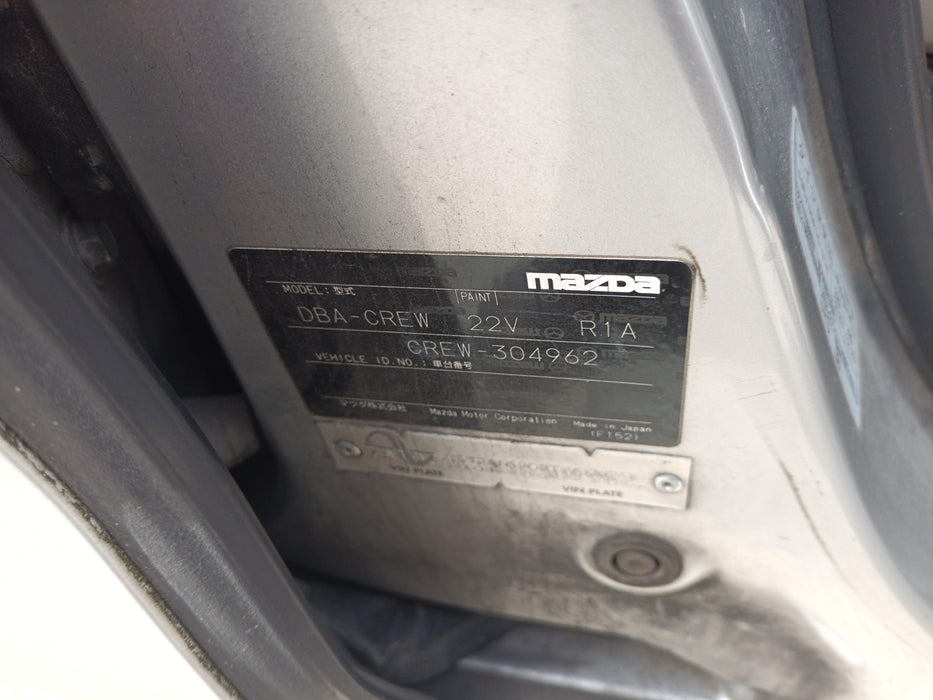 mazda
MODEL:型式 [PAINT]
DBA-CREW 22V R1A
CREW-304962
VEHICLE ID.NO.:車台番号
マツダ株式会社 Mazda Motor Corporation Made in Japan
(F152)
VIN PLATE VIN PLATE